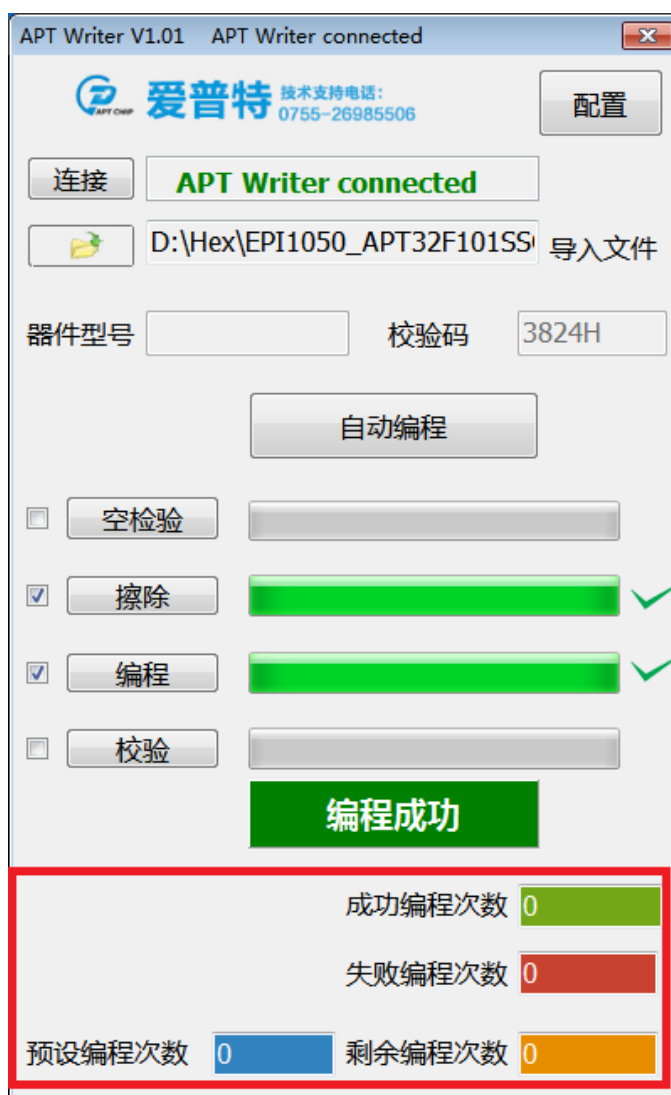 APT Writer V1.01 APT Writer connected
APT CHIP
爱普特
技术支持电话:
0755-26985506
配置
连接
APT Writer connected
D:\Hex\EPI1050_APT32F101SS
导入文件
器件型号
校验码
3824H
自动编程
空检验
擦除
编程
校验
编程成功
成功编程次数 0
失败编程次数 0
预设编程次数 0
剩余编程次数 0